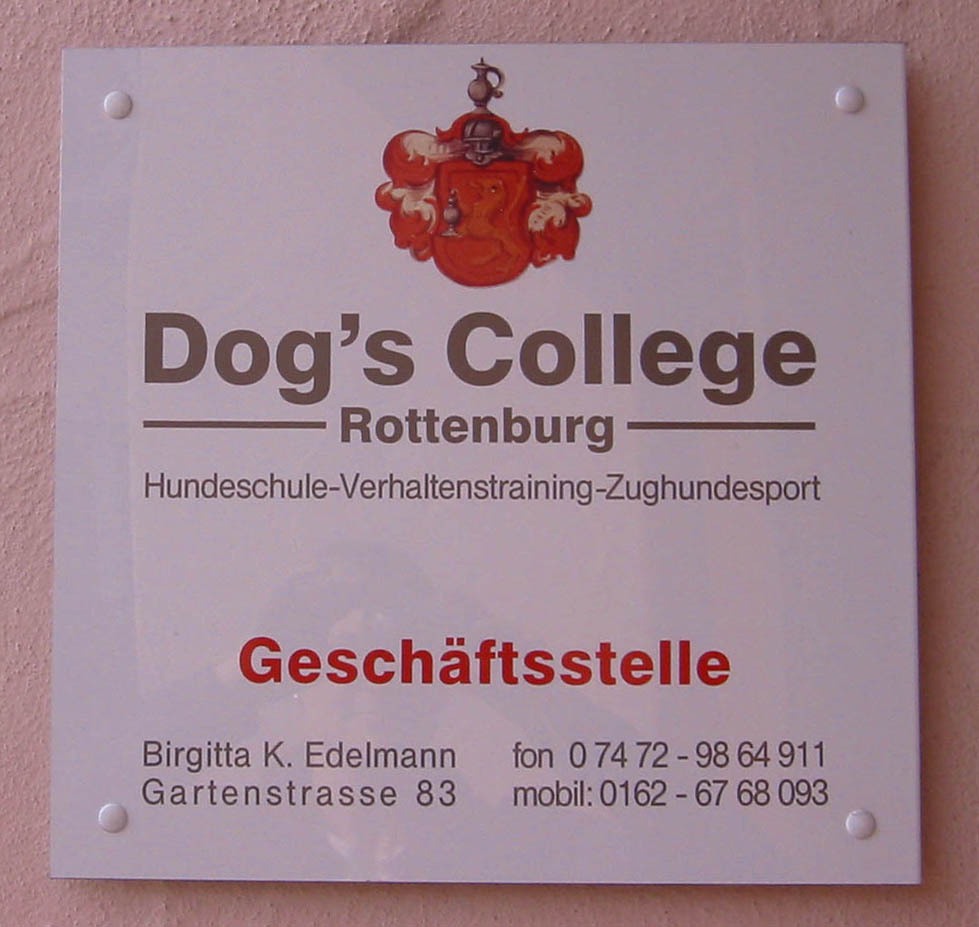 Dog's College
Rottenburg
Hundeschule-Verhaltenstraining-Zughundesport
Geschäftsstelle
Birgitta K. Edelmann fon 0 74 72 - 98 64 911
Gartenstrasse 83 mobil: 0162 - 67 68 093